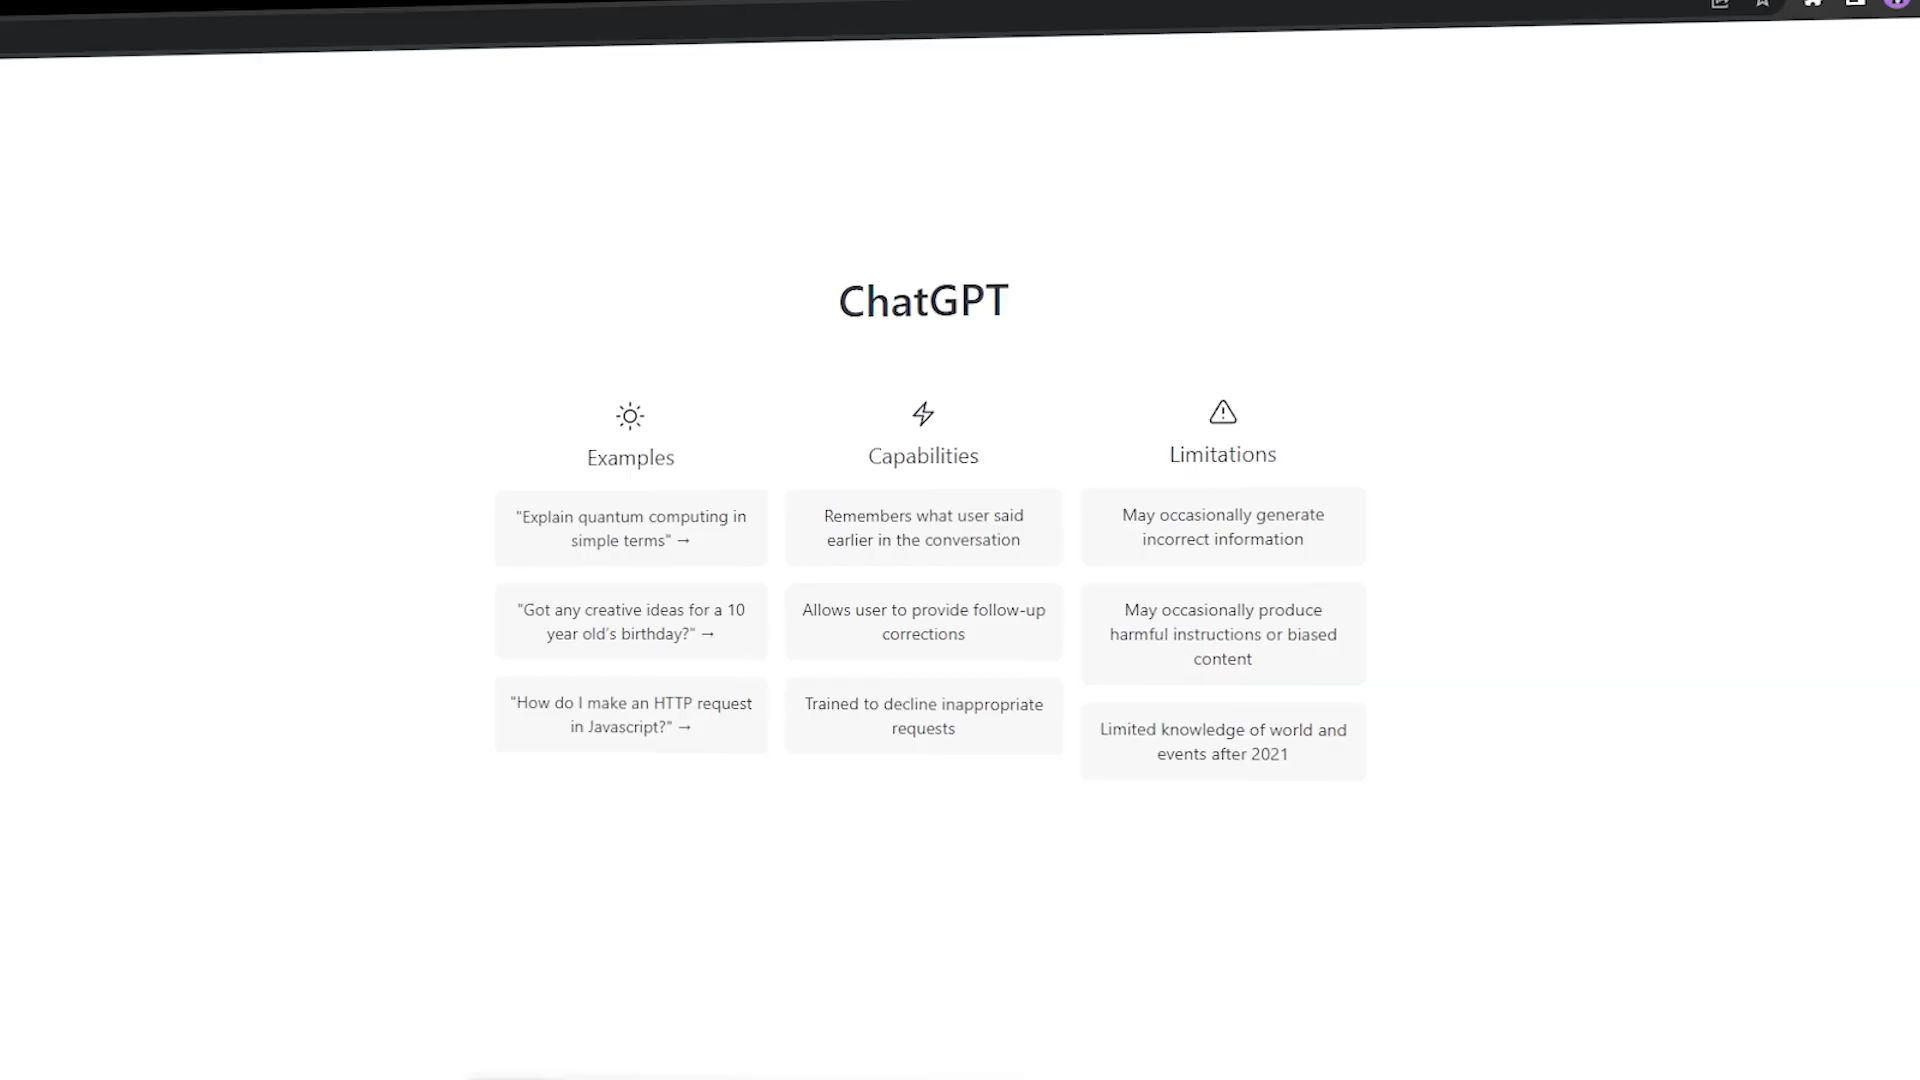 ChatGPT
Examples
"Explain quantum computing in
simple terms" →
"Got any creative ideas for a 10
year old's birthday?" →
"How do I make an HTTP request
in Javascript?" →
Capabilities
Remembers what user said
earlier in the conversation
Allows user to provide follow-up
corrections
Trained to decline inappropriate
requests
Limitations
May occasionally generate
incorrect information
May occasionally produce
harmful instructions or biased
content
Limited knowledge of world and
events after 2021